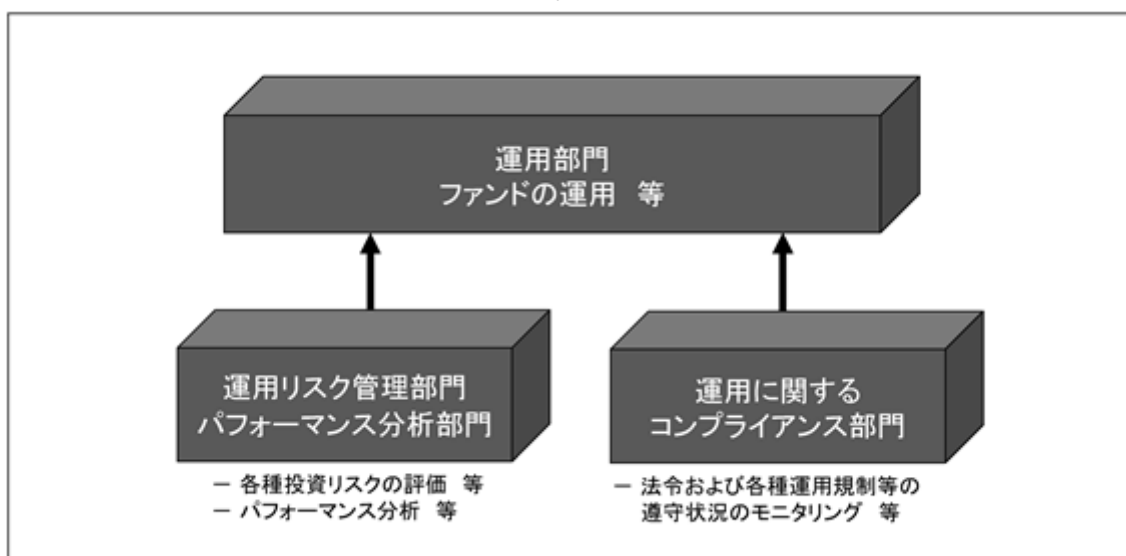 運用部門
ファンドの運用 等
運用リスク管理部門
パフォーマンス分析部門
－ 各種投資リスクの評価 等
－ パフォーマンス分析 等
運用に関する
コンプライアンス部門
－ 法令および各種運用規制等の
遵守状況のモニタリング 等